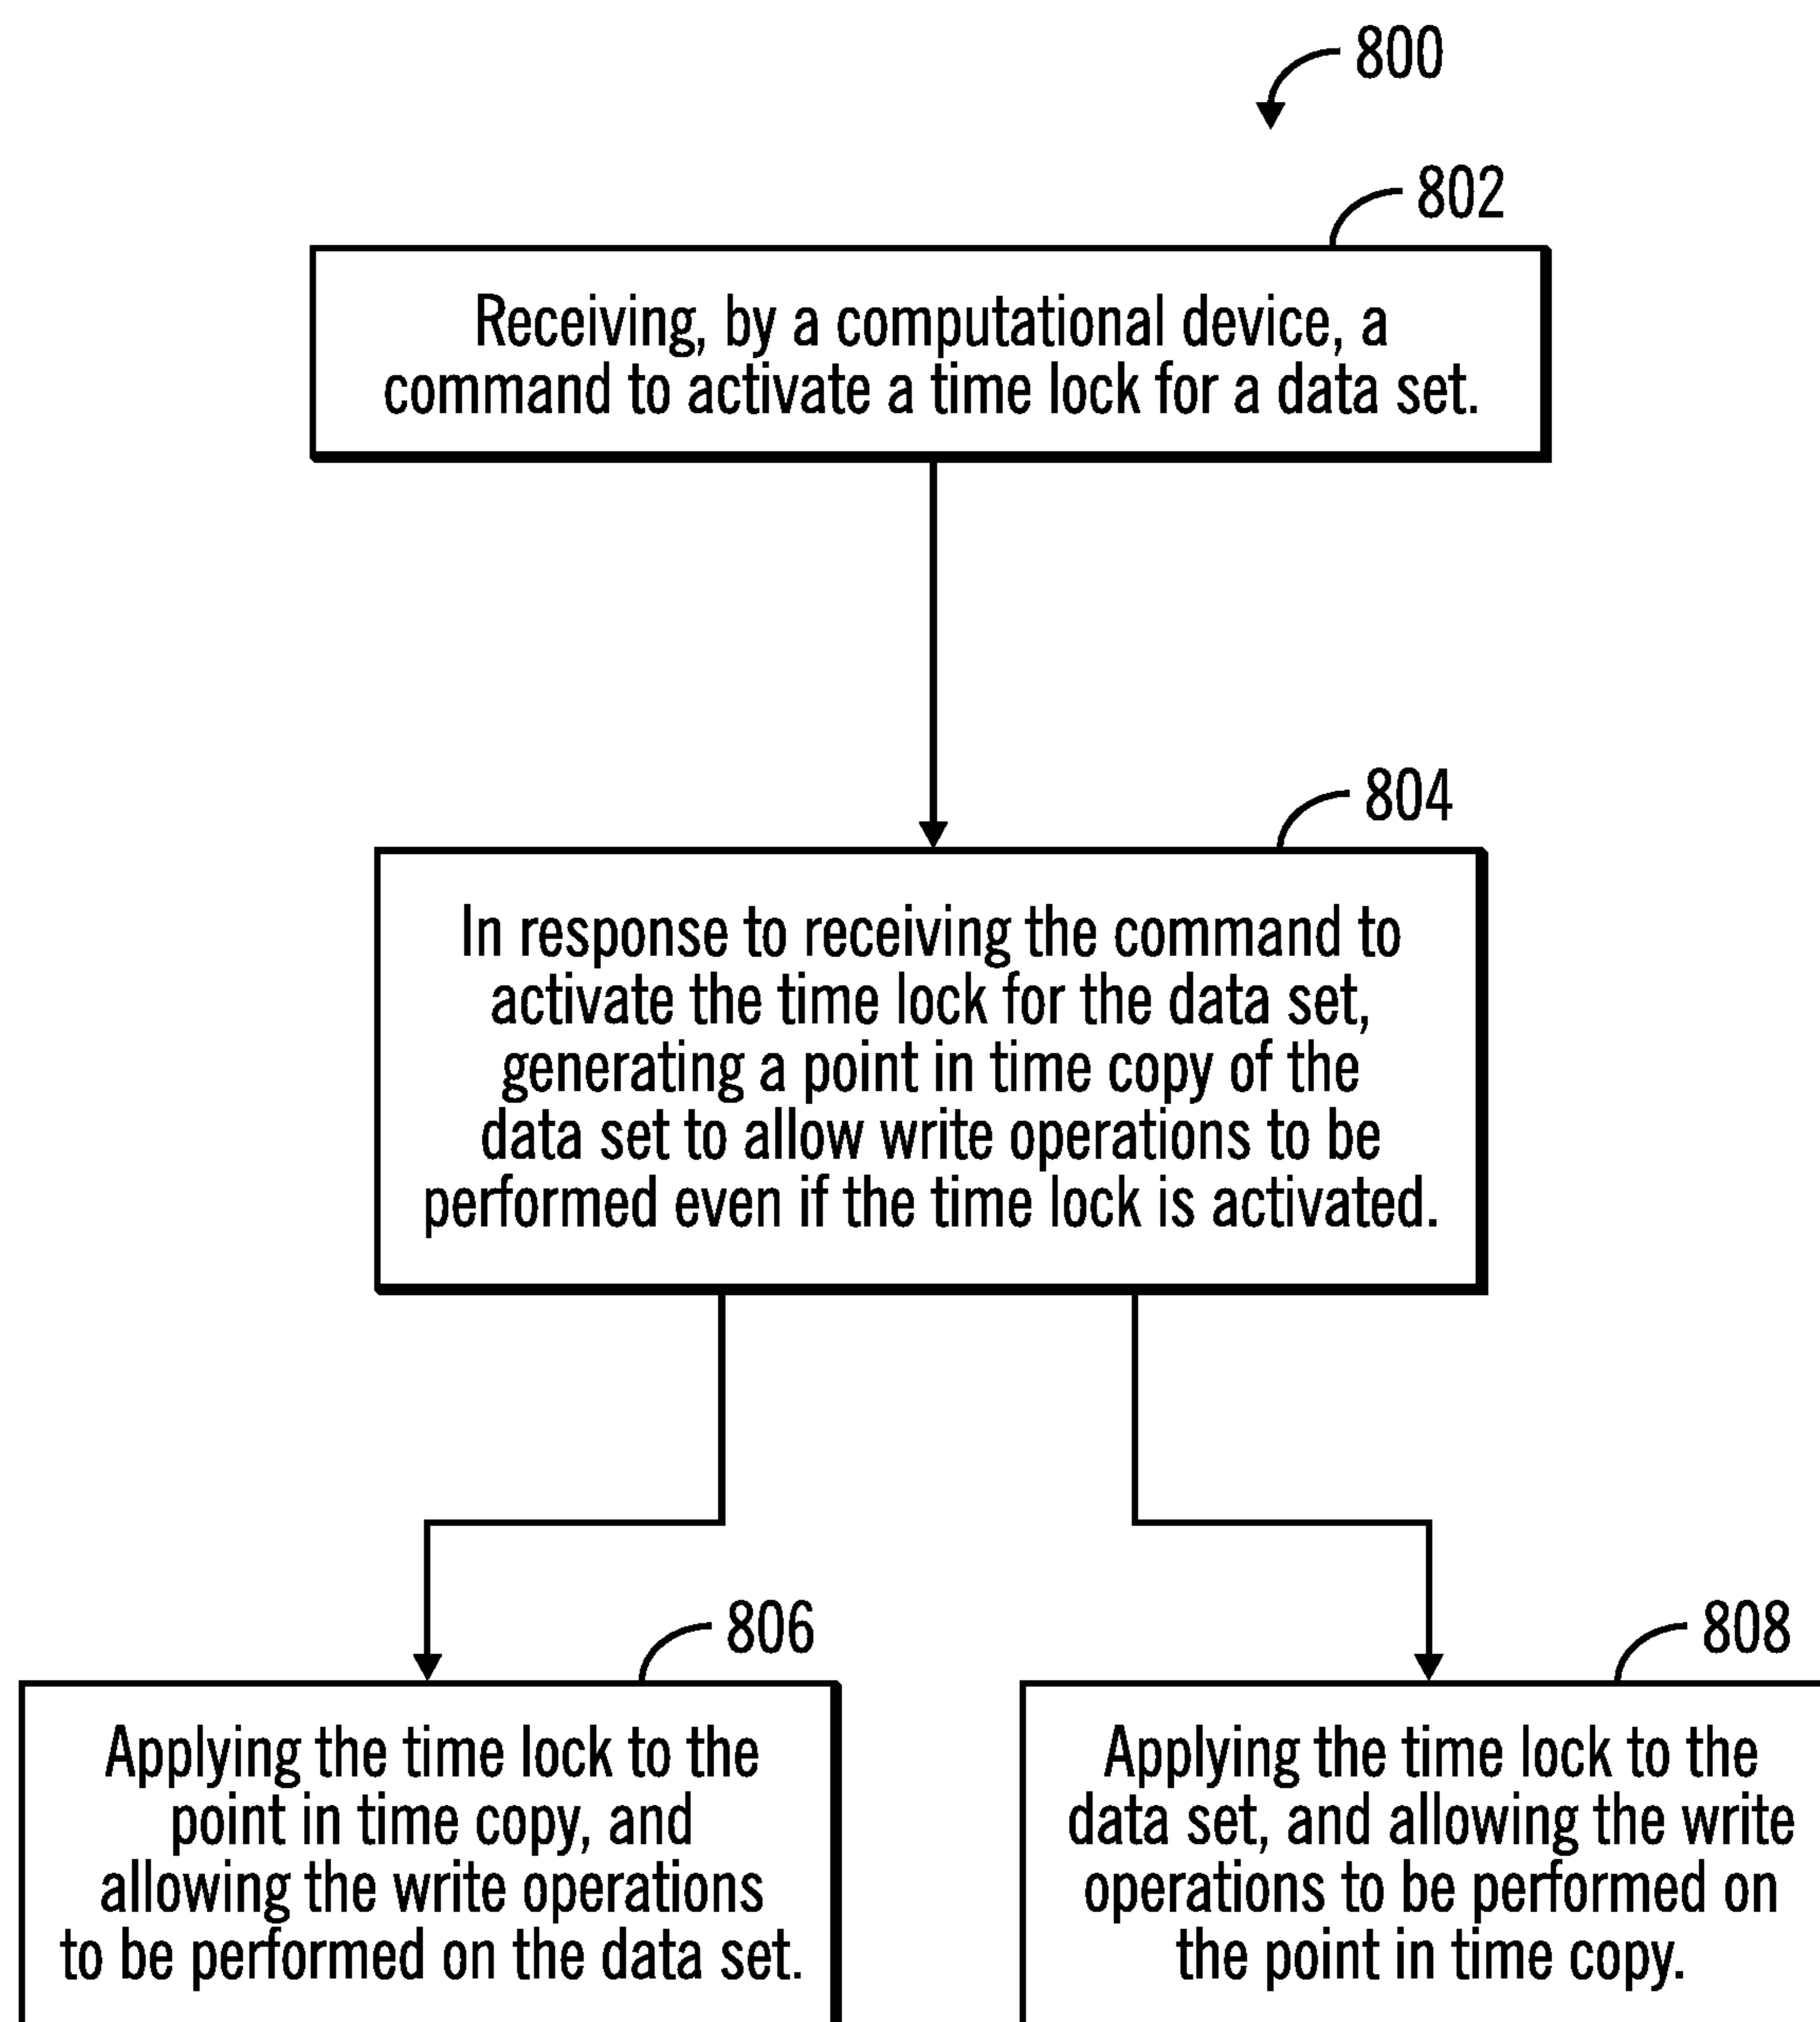 800
802
Receiving, by a computational device, a
command to activate a time lock for a data set.
804
In response to receiving the command to
activate the time lock for the data set,
generating a point in time copy of the
data set to allow write operations to be
performed even if the time lock is activated.
806
Applying the time lock to the
point in time copy, and
allowing the write operations
to be performed on the data set.
808
Applying the time lock to the
data set, and allowing the write
operations to be performed on
the point in time copy.